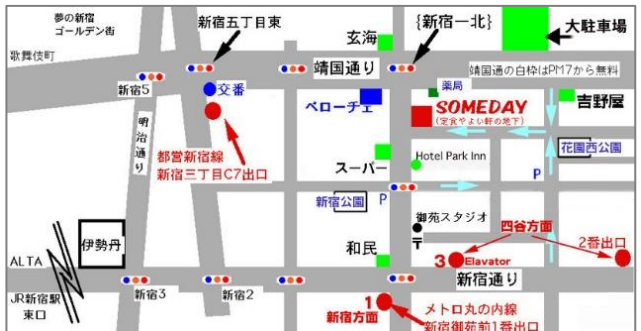 夢の新宿
ゴールデン街
歌舞伎町
新宿五丁目東
玄海
{新宿一北}
大駐車場
靖国通り
靖国通の白枠はPM7から無料
新宿5
交番
ベローチェ
薬局
SOMEDAY
(定食やよい軒の地下)
吉野屋
明治通り
都営新宿線
新宿三丁目C7出口
スーパー
Hotel Park Inn
花園西公園
P
新宿公園
P
御苑スタジオ
〒
四谷方面
2番出口
伊勢丹
ALTA
和民
3
Elavator
新宿通り
JR新宿駅
東口
新宿3
新宿2
1
新宿方面
メトロ丸の内線
新宿御苑前1番出口